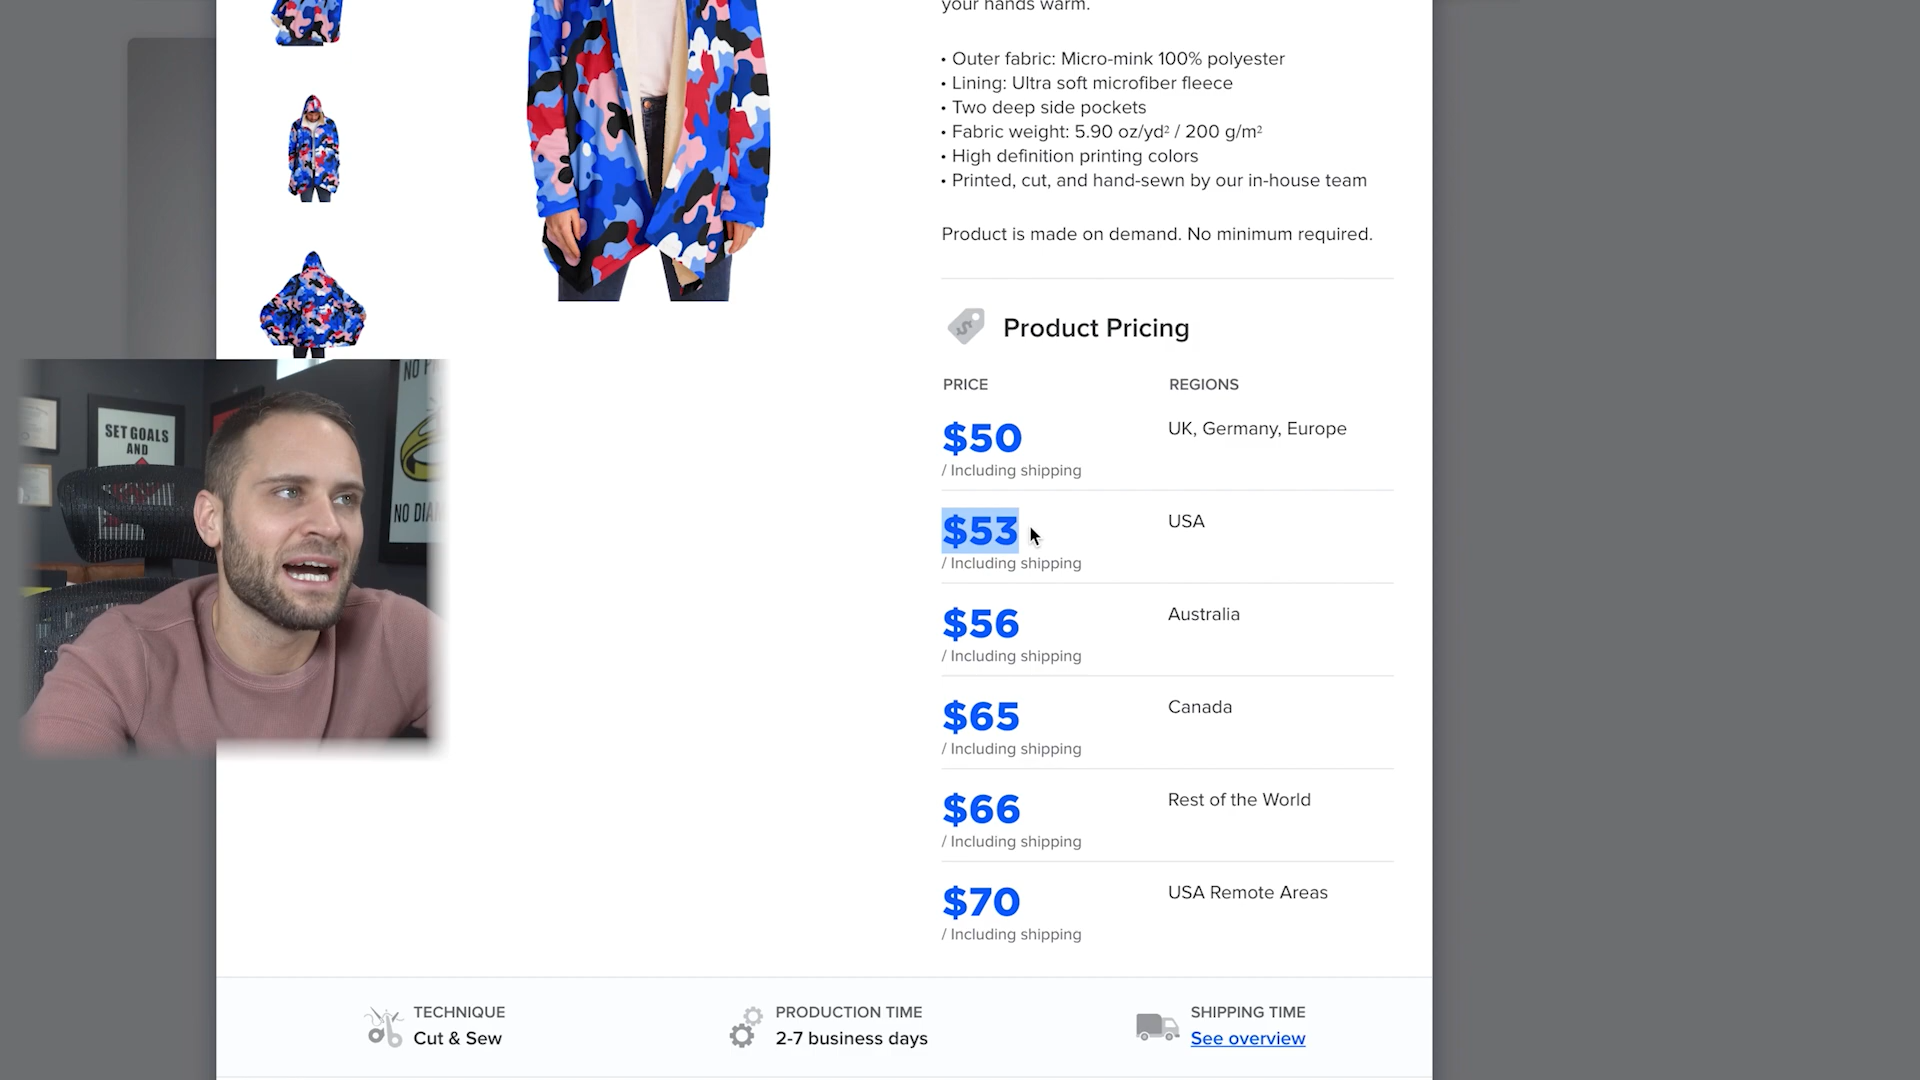 your hands warm.
• Outer fabric: Micro-mink 100% polyester
• Lining: Ultra soft microfiber fleece
• Two deep side pockets
• Fabric weight: 5.90 oz/yd² / 200 g/m²
• High definition printing colors
• Printed, cut, and hand-sewn by our in-house team
Product is made on demand. No minimum required.
Product Pricing
PRICE REGIONS
$50 UK, Germany, Europe
/ Including shipping
$53 USA
/ Including shipping
$56 Australia
/ Including shipping
$65 Canada
/ Including shipping
$66 Rest of the World
/ Including shipping
$70 USA Remote Areas
/ Including shipping
TECHNIQUE
Cut & Sew
PRODUCTION TIME
2-7 business days
SHIPPING TIME
See overview
SET GOALS
AND
NO
NO